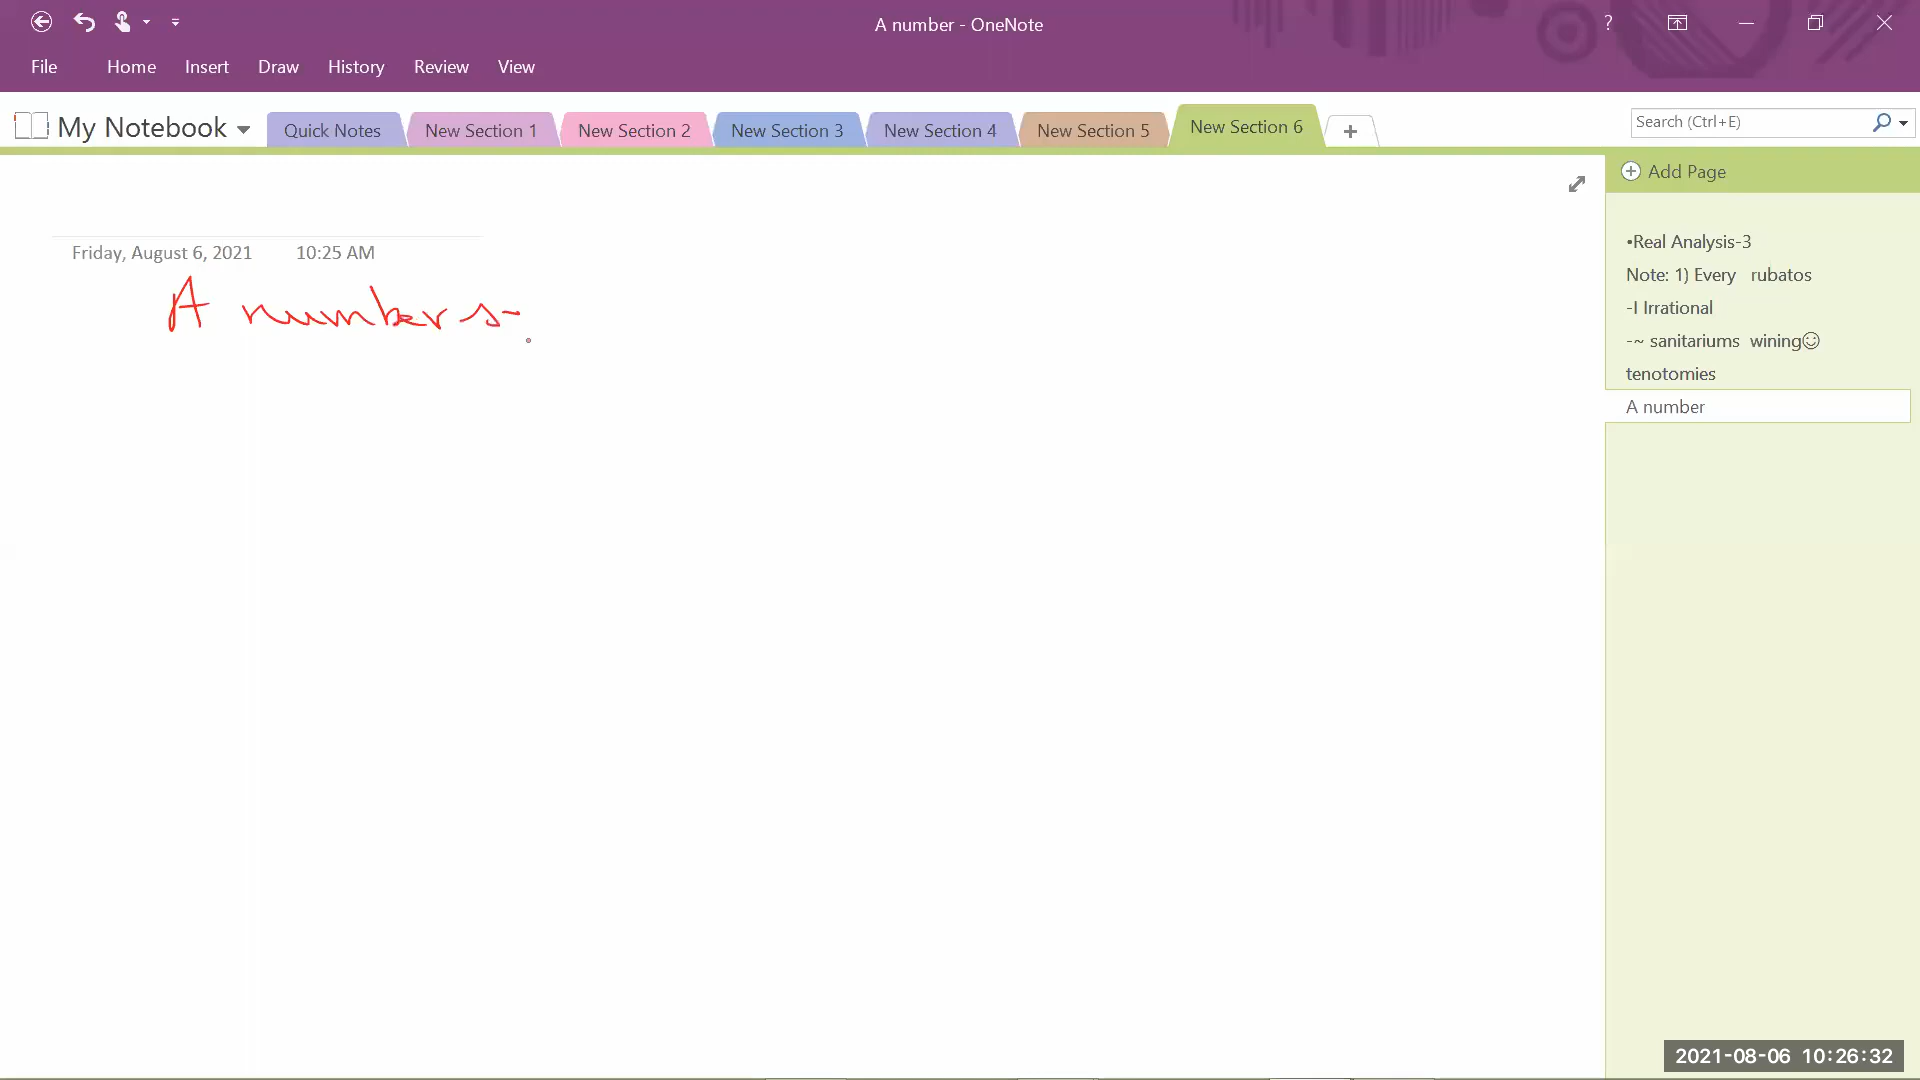 A number - OneNote
?
File Home Insert Draw History Review View
My Notebook Quick Notes New Section 1 New Section 2 New Section 3 New Section 4 New Section 5 New Section 6 +
Search (Ctrl+E)
Add Page
Friday, August 6, 2021 10:25 AM
A number s-
•Real Analysis-3
Note: 1) Every rubatos
-I Irrational
-~ sanitariums wining☺
tenotomies
A number
2021-08-06 10:26:32